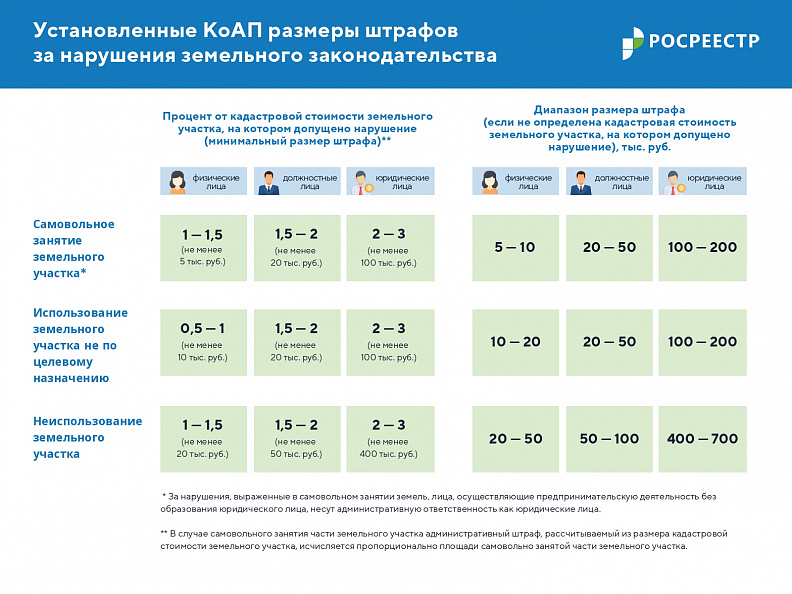 Установленные КоАП размеры штрафов
за нарушения земельного законодательства
РОСРЕЕСТР
Процент от кадастровой стоимости земельного
участка, на котором допущено нарушение
(минимальный размер штрафа)**
Диапазон размера штрафа
(если не определена кадастровая стоимость
земельного участка, на котором допущено
нарушение), тыс. руб.
физические
лица
должностные
лица
юридические
лица
физические
лица
должностные
лица
юридические
лица
Самовольное
занятие
земельного
участка*
1 — 1,5
(не менее
5 тыс. руб.)
1,5 — 2
(не менее
20 тыс. руб.)
2 — 3
(не менее
100 тыс. руб.)
5 — 10
20 — 50
100 — 200
Использование
земельного
участка не по
целевому
назначению
0,5 — 1
(не менее
10 тыс. руб.)
1,5 — 2
(не менее
20 тыс. руб.)
2 — 3
(не менее
100 тыс. руб.)
10 — 20
20 — 50
100 — 200
Неиспользование
земельного
участка
1 — 1,5
(не менее
20 тыс. руб.)
1,5 — 2
(не менее
50 тыс. руб.)
2 — 3
(не менее
400 тыс. руб.)
20 — 50
50 — 100
400 — 700
* За нарушения, выраженные в самовольном занятии земель, лица, осуществляющие предпринимательскую деятельность без
образования юридического лица, несут административную ответственность как юридические лица.
** В случае самовольного занятия части земельного участка административный штраф, рассчитываемый из размера кадастровой
стоимости земельного участка, исчисляется пропорционально площади самовольно занятой части земельного участка.